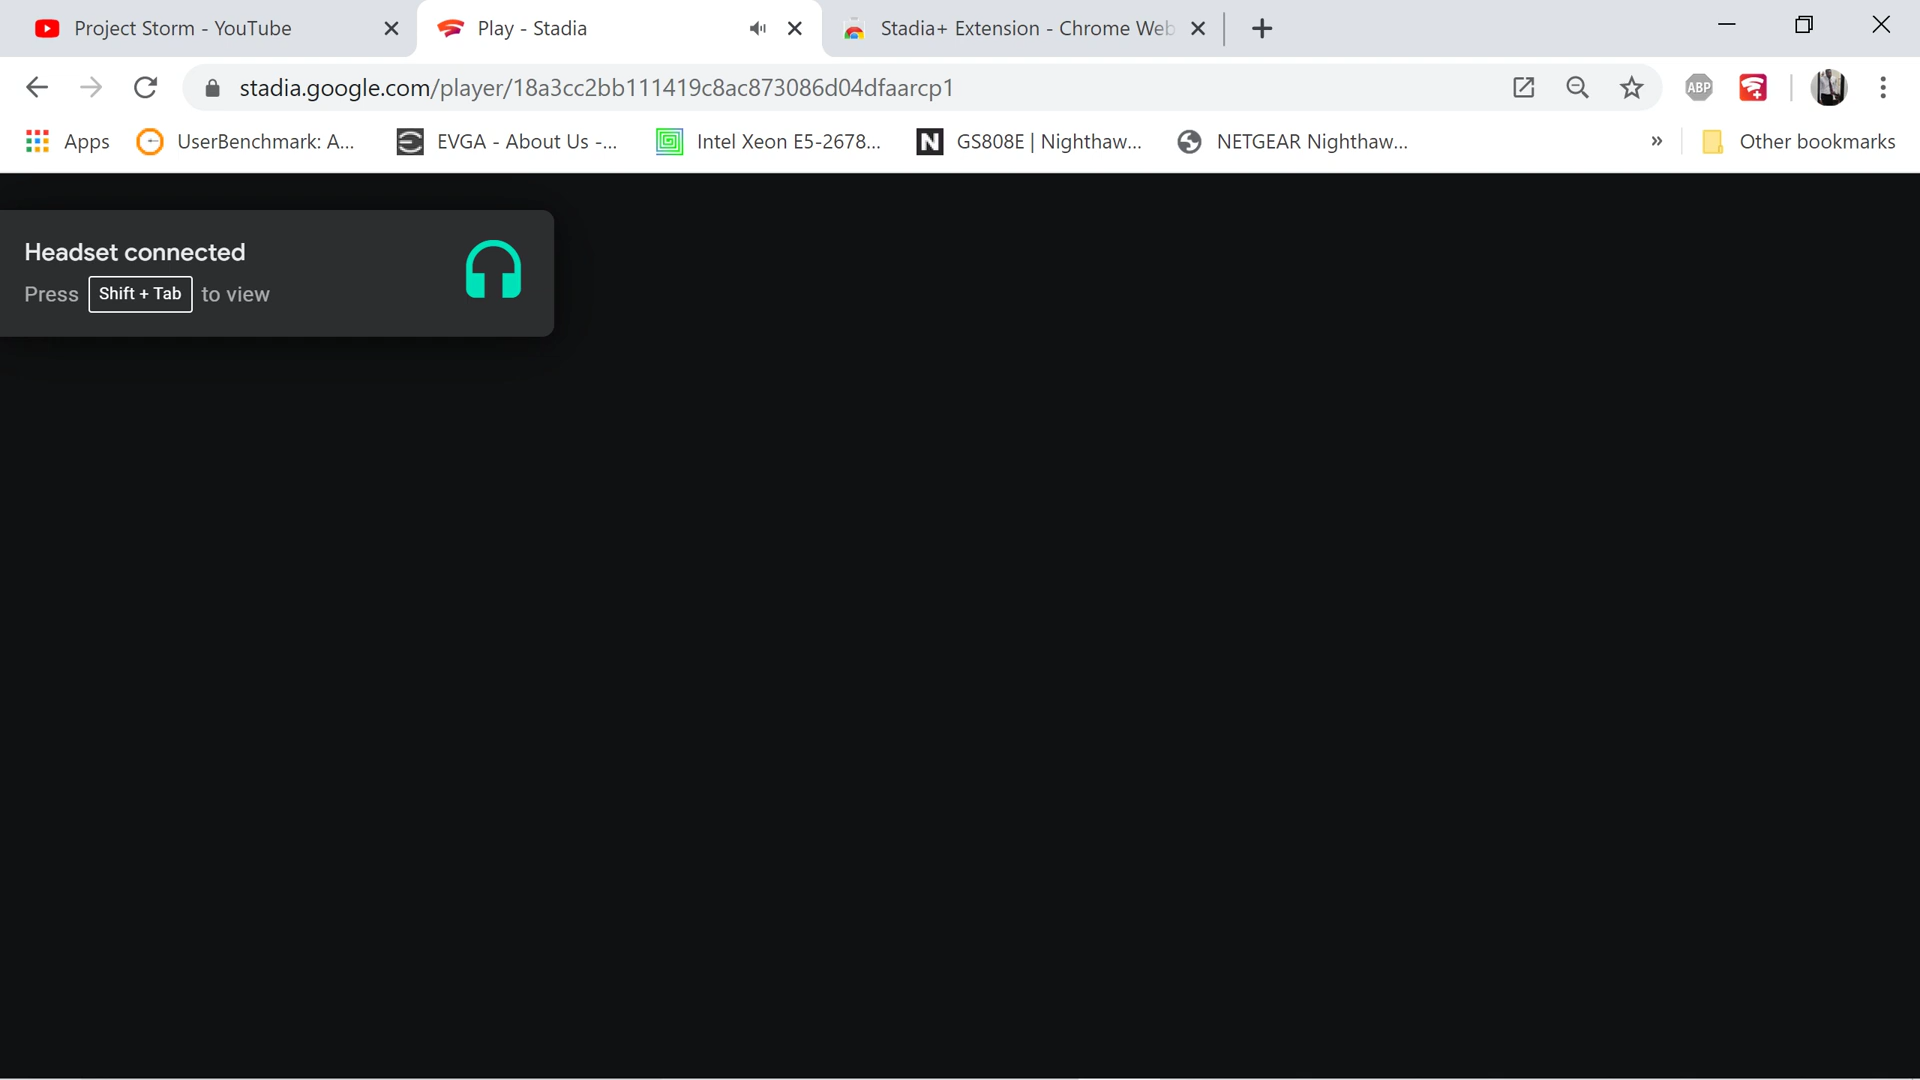 Project Storm - YouTube
Play - Stadia
Stadia+ Extension - Chrome Web
stadia.google.com/player/18a3cc2bb111419c8ac873086d04dfaarcp1
ABP
Apps
UserBenchmark: A...
EVGA - About Us -...
Intel Xeon E5-2678...
N
GS808E | Nighthaw...
NETGEAR Nighthaw...
»
Other bookmarks
Headset connected
Press Shift + Tab to view